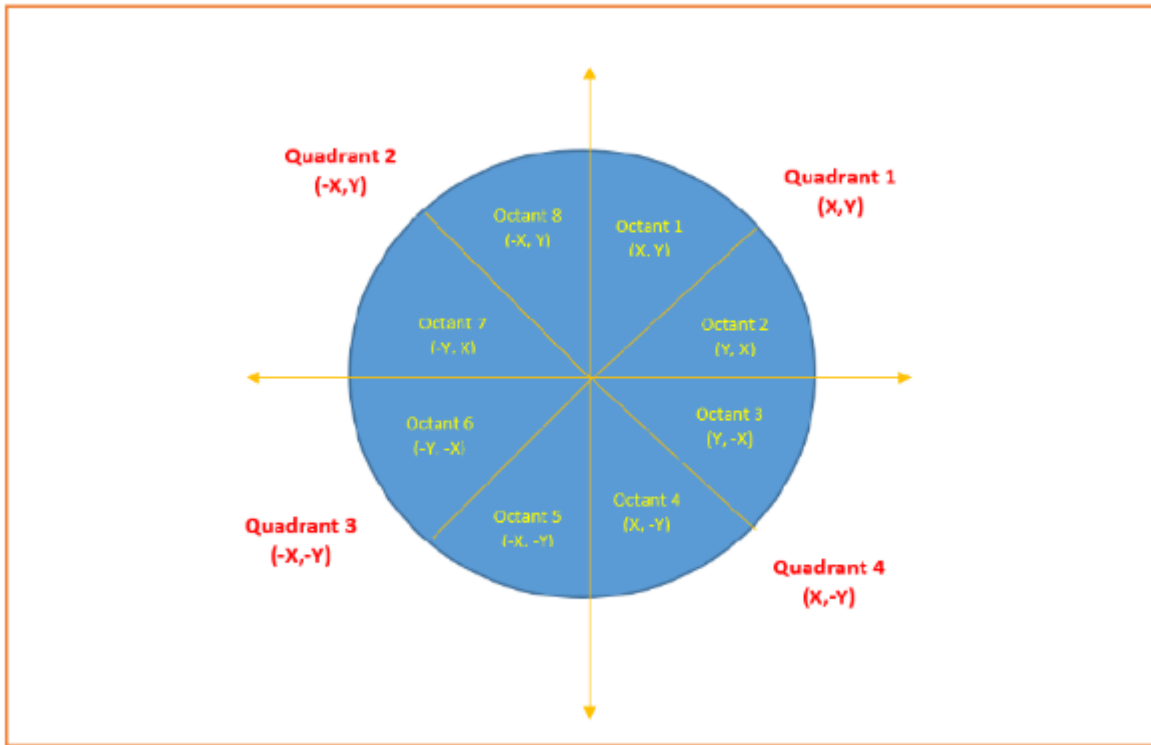 Quadrant 2
(-X,Y)
Quadrant 1
(X,Y)
Octant 8
(-X, Y)
Octant 1
(X, Y)
Octant 7
(-Y, X)
Octant 2
(Y, X)
Octant 6
(-Y, -X)
Octant 3
(Y, -X)
Octant 5
(-X, -Y)
Octant 4
(X, -Y)
Quadrant 3
(-X,-Y)
Quadrant 4
(X,-Y)